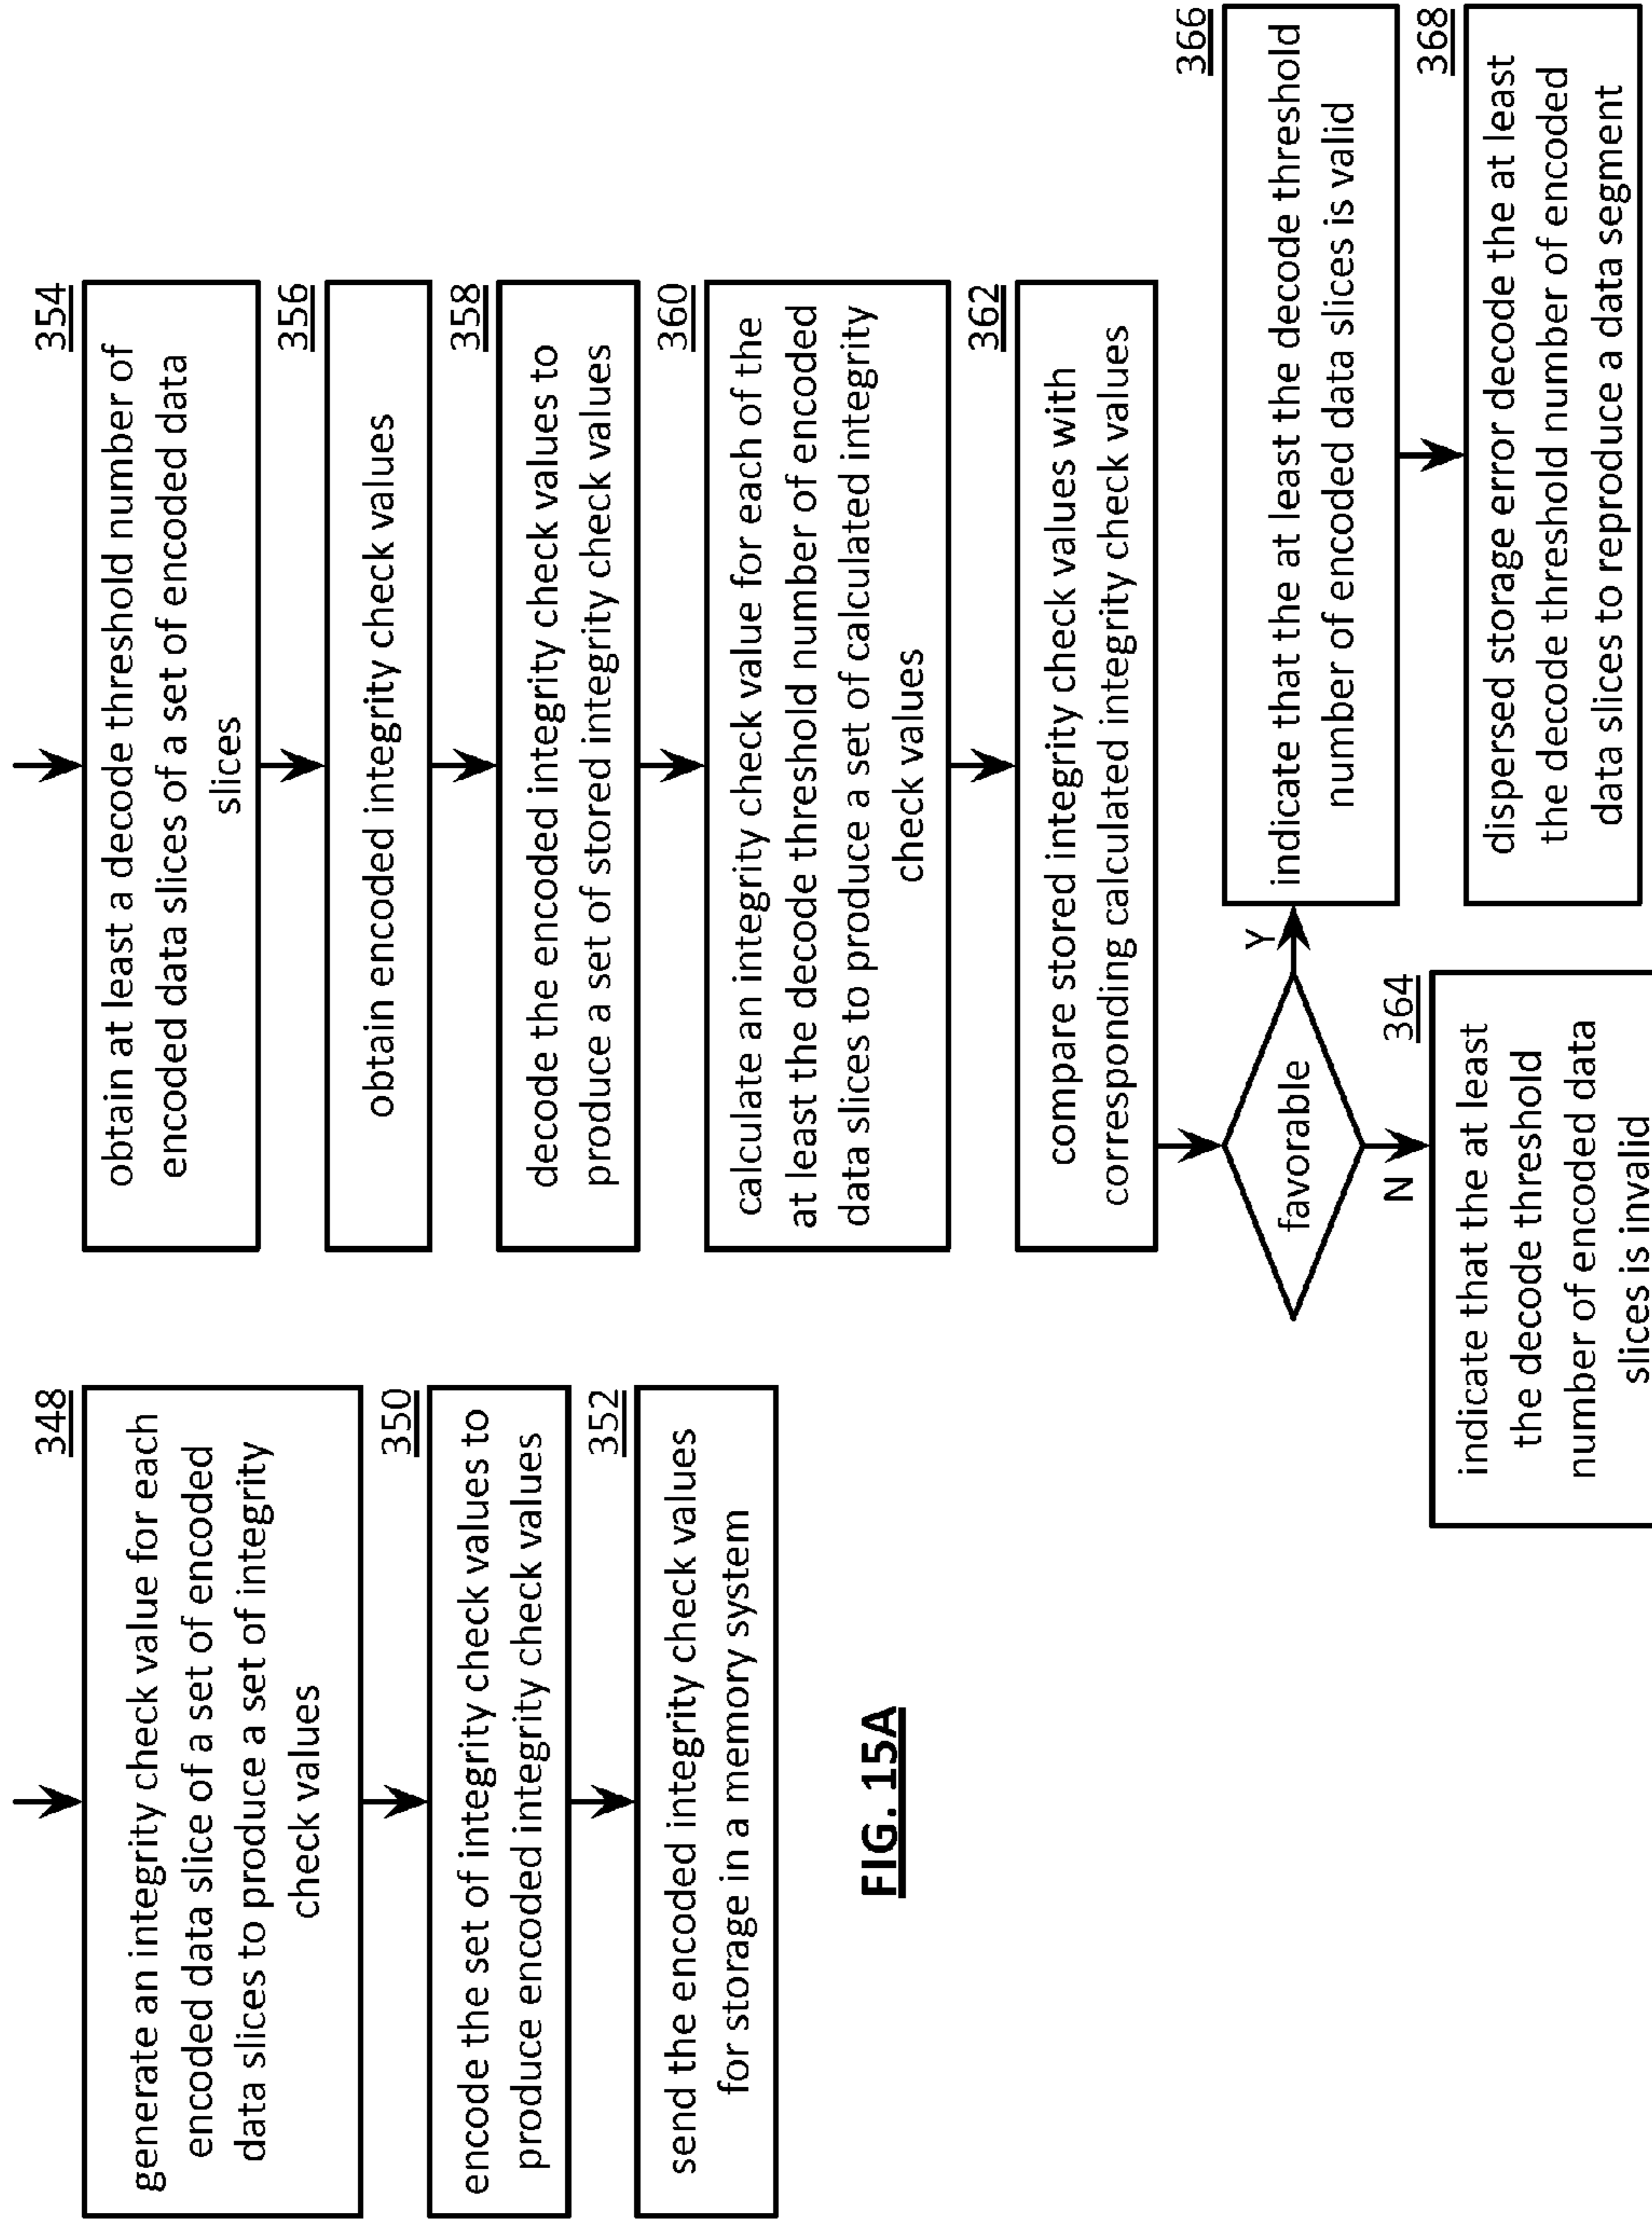 348
generate an integrity check value for each
encoded data slice of a set of encoded
data slices to produce a set of integrity
check values
350
encode the set of integrity check values to
produce encoded integrity check values
352
send the encoded integrity check values
for storage in a memory system
FIG. 15A
354
obtain at least a decode threshold number of
encoded data slices of a set of encoded data
slices
356
obtain encoded integrity check values
358
decode the encoded integrity check values to
produce a set of stored integrity check values
360
calculate an integrity check value for each of the
at least the decode threshold number of encoded
data slices to produce a set of calculated integrity
check values
362
compare stored integrity check values with
corresponding calculated integrity check values
favorable
Y
N
364
indicate that the at least
the decode threshold
number of encoded data
slices is invalid
366
indicate that the at least the decode threshold
number of encoded data slices is valid
368
dispersed storage error decode the at least
the decode threshold number of encoded
data slices to reproduce a data segment